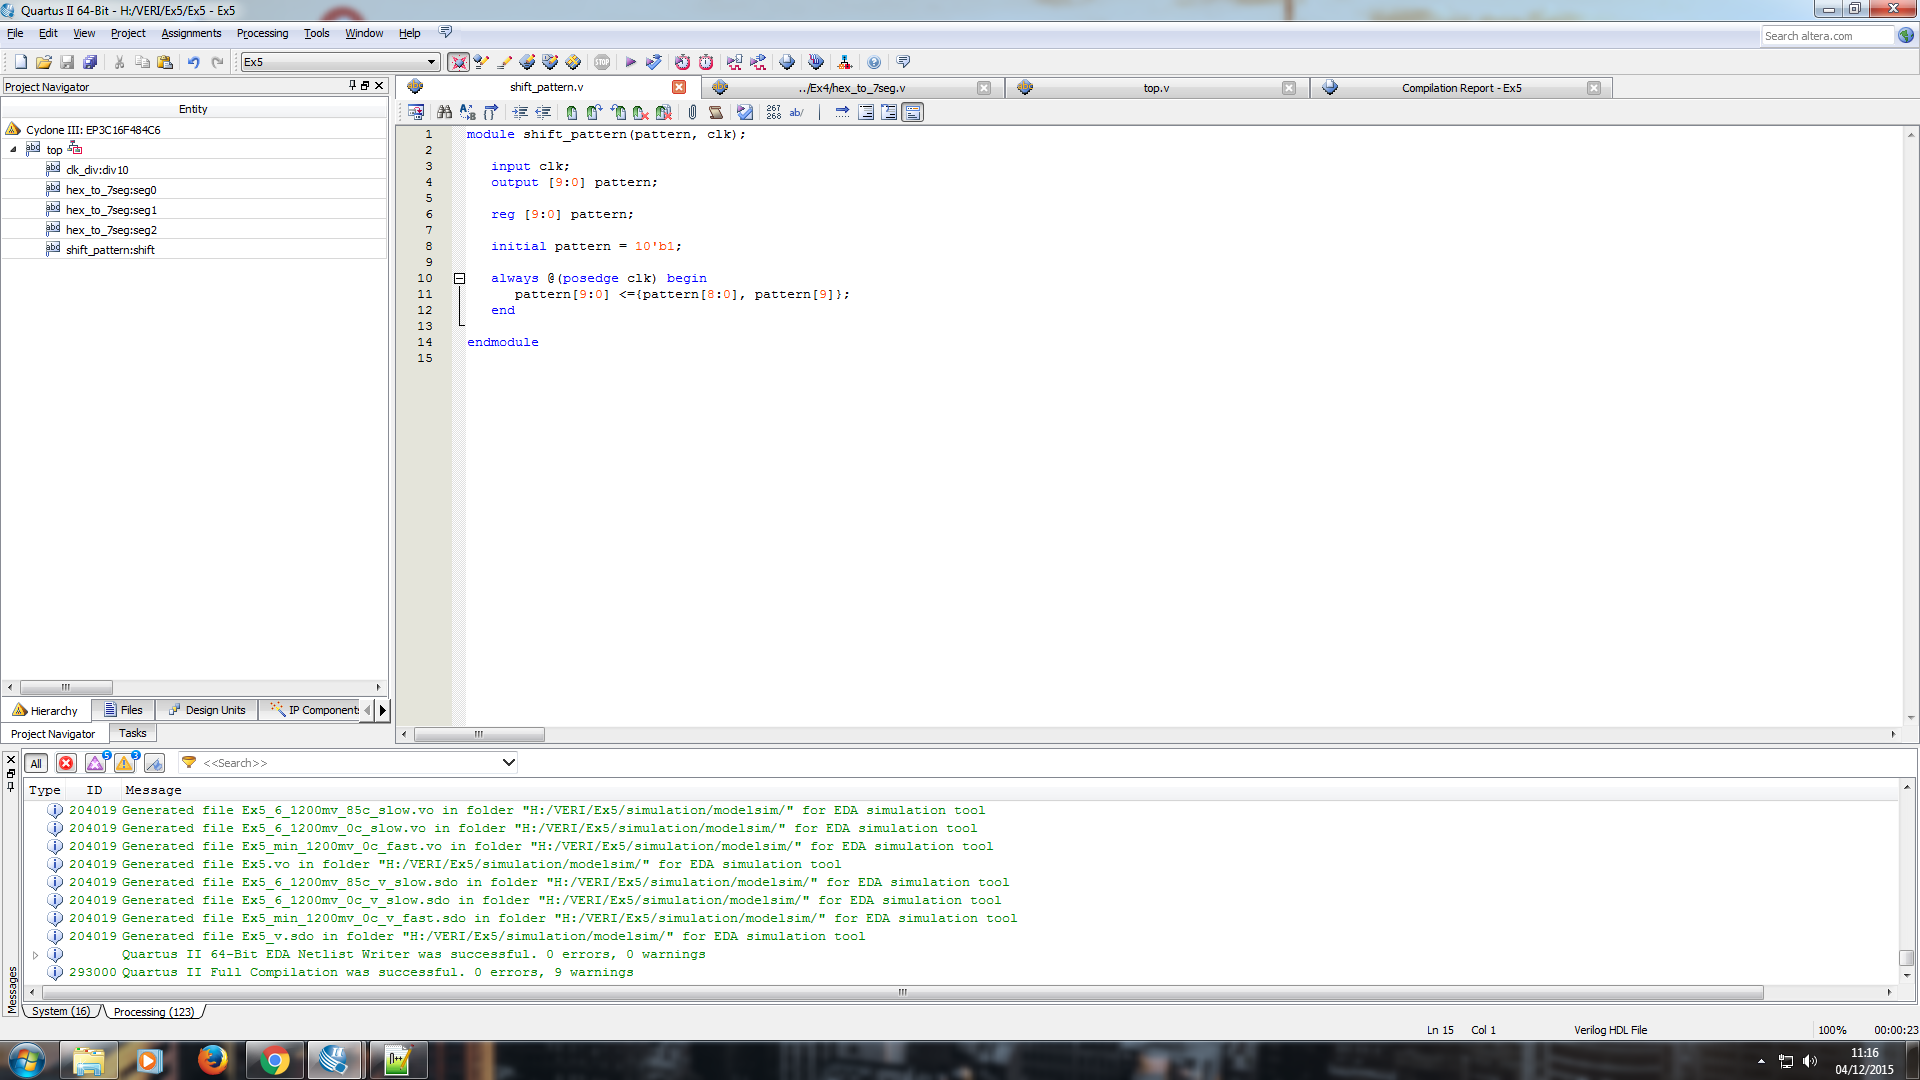 Quartus II 64-Bit - H:/VERI/Ex5/Ex5 - Ex5
File Edit View Project Assignments Processing Tools Window Help
Search altera.com
Ex5
STOP
Project Navigator
Entity
Cyclone III: EP3C16F484C6
top
clk_div:div10
hex_to_7seg:seg0
hex_to_7seg:seg1
hex_to_7seg:seg2
shift_pattern:shift
Hierarchy Files Design Units IP Components
Project Navigator Tasks
shift_pattern.v ../Ex4/hex_to_7seg.v top.v Compilation Report - Ex5
267
268 ab/
1 module shift_pattern(pattern, clk);
2
3 input clk;
4 output [9:0] pattern;
5
6 reg [9:0] pattern;
7
8 initial pattern = 10'b1;
9
10 always @(posedge clk) begin
11 pattern[9:0] <={pattern[8:0], pattern[9]};
12 end
13
14 endmodule
15
All 5 3 <<Search>>
Type ID Message
204019 Generated file Ex5_6_1200mv_85c_slow.vo in folder "H:/VERI/Ex5/simulation/modelsim/" for EDA simulation tool
204019 Generated file Ex5_6_1200mv_0c_slow.vo in folder "H:/VERI/Ex5/simulation/modelsim/" for EDA simulation tool
204019 Generated file Ex5_min_1200mv_0c_fast.vo in folder "H:/VERI/Ex5/simulation/modelsim/" for EDA simulation tool
204019 Generated file Ex5.vo in folder "H:/VERI/Ex5/simulation/modelsim/" for EDA simulation tool
204019 Generated file Ex5_6_1200mv_85c_v_slow.sdo in folder "H:/VERI/Ex5/simulation/modelsim/" for EDA simulation tool
204019 Generated file Ex5_6_1200mv_0c_v_slow.sdo in folder "H:/VERI/Ex5/simulation/modelsim/" for EDA simulation tool
204019 Generated file Ex5_min_1200mv_0c_v_fast.sdo in folder "H:/VERI/Ex5/simulation/modelsim/" for EDA simulation tool
204019 Generated file Ex5_v.sdo in folder "H:/VERI/Ex5/simulation/modelsim/" for EDA simulation tool
Quartus II 64-Bit EDA Netlist Writer was successful. 0 errors, 0 warnings
293000 Quartus II Full Compilation was successful. 0 errors, 9 warnings
Messages
System (16) Processing (123)
Ln 15 Col 1 Verilog HDL File 100% 00:00:23
11:16
04/12/2015